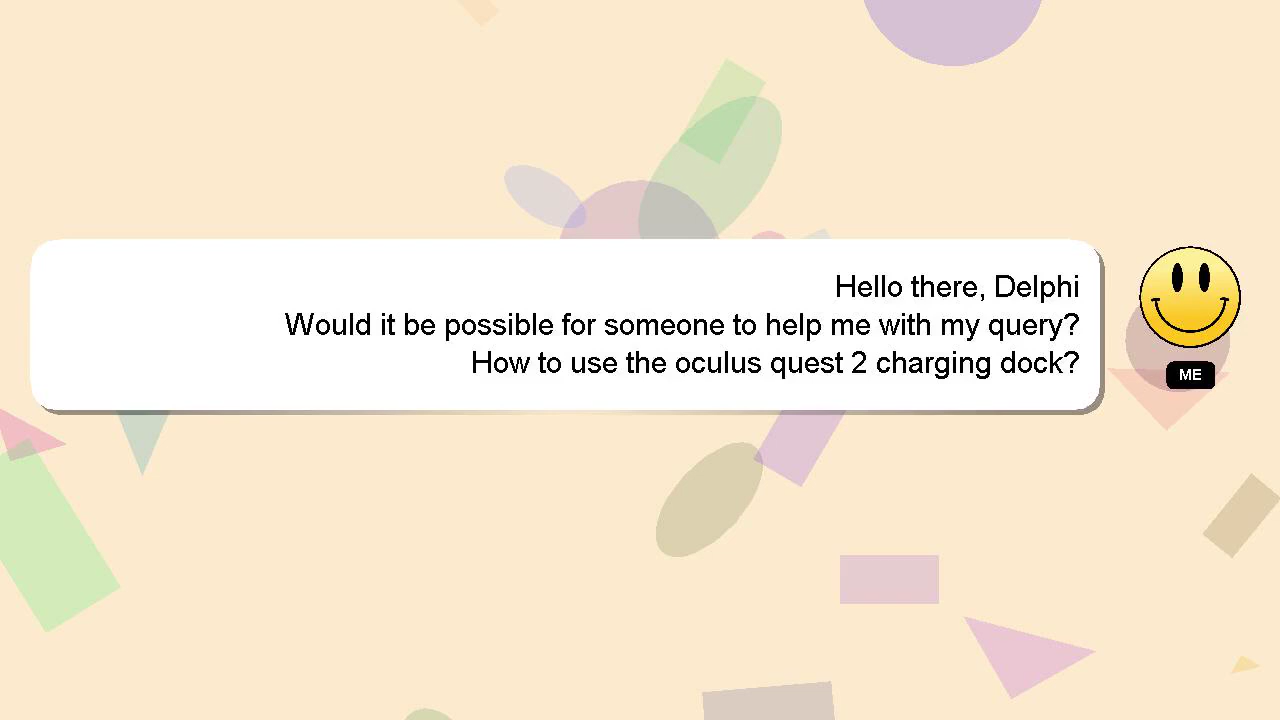 Hello there, Delphi
Would it be possible for someone to help me with my query?
How to use the oculus quest 2 charging dock?
ME